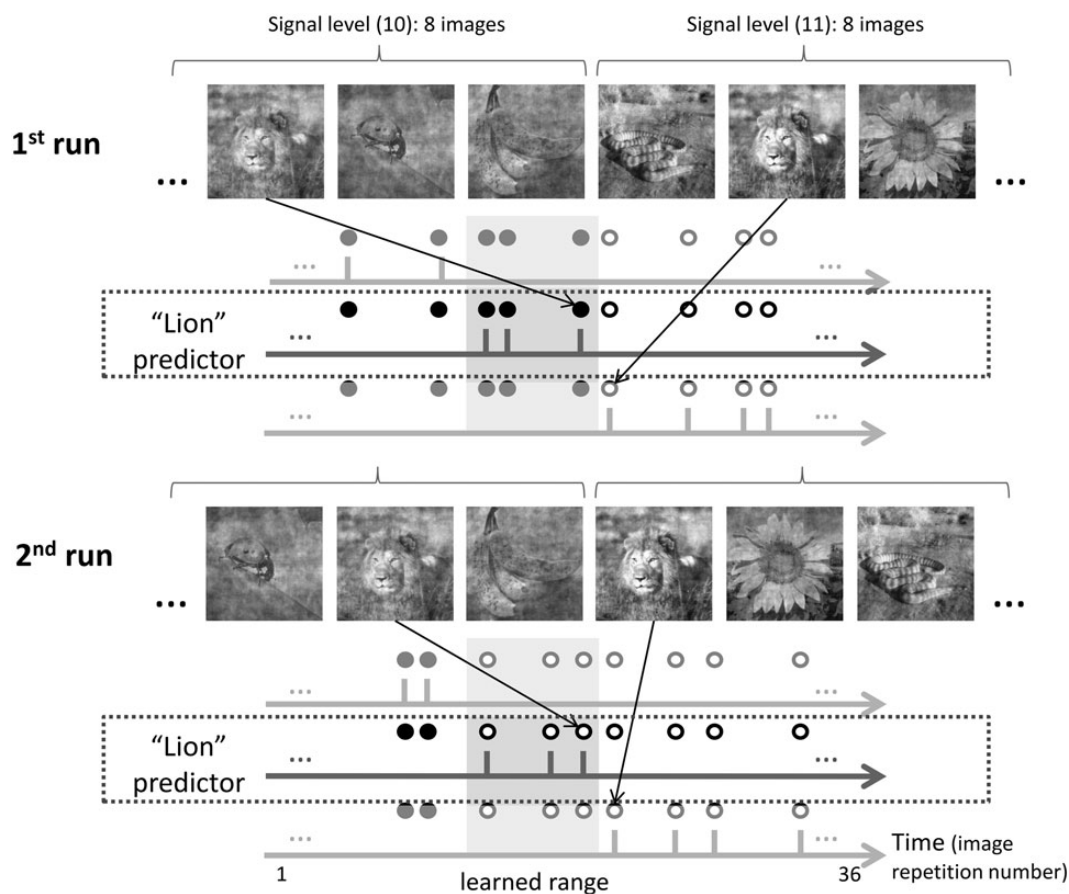 Signal level (10): 8 images
Signal level (11): 8 images
1st run
...
...
...
...
"Lion"
predictor
...
...
...
...
2nd run
...
...
...
...
"Lion"
predictor
...
...
...
...
Time (image
repetition number)
1
learned range
36